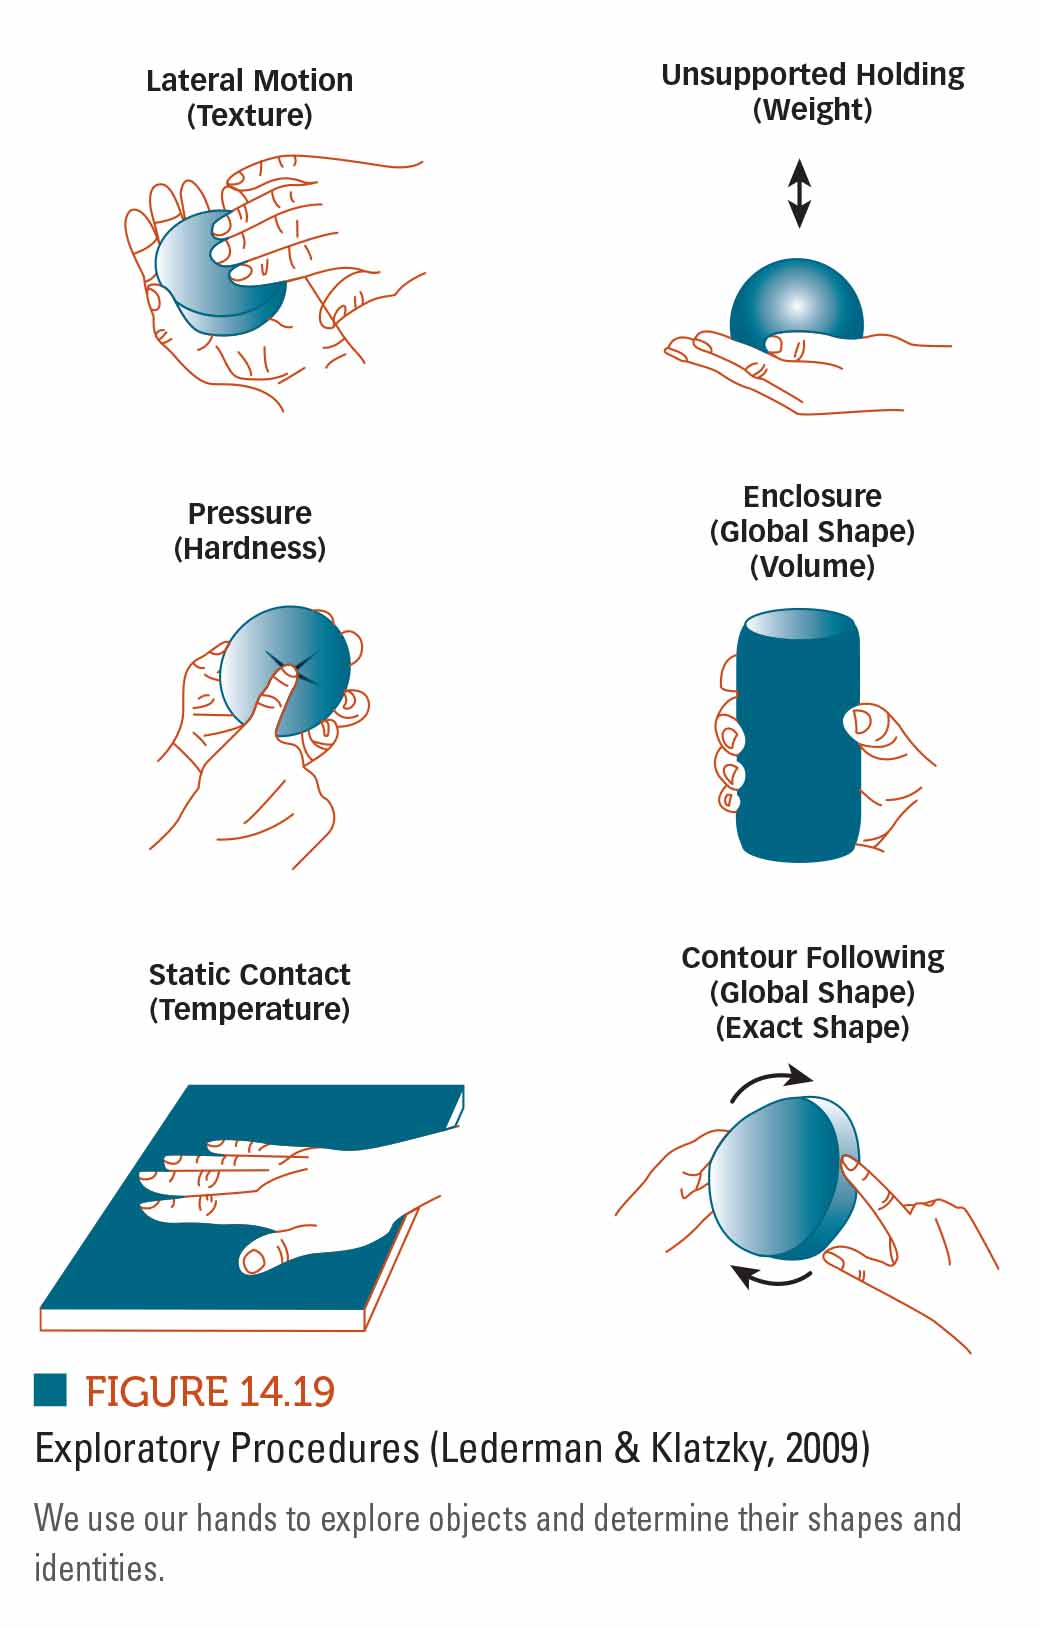 Lateral Motion
(Texture)
Unsupported Holding
(Weight)
Pressure
(Hardness)
Enclosure
(Global Shape)
(Volume)
Static Contact
(Temperature)
Contour Following
(Global Shape)
(Exact Shape)
FIGURE 14.19
Exploratory Procedures (Lederman & Klatzky, 2009)
We use our hands to explore objects and determine their shapes and
identities.